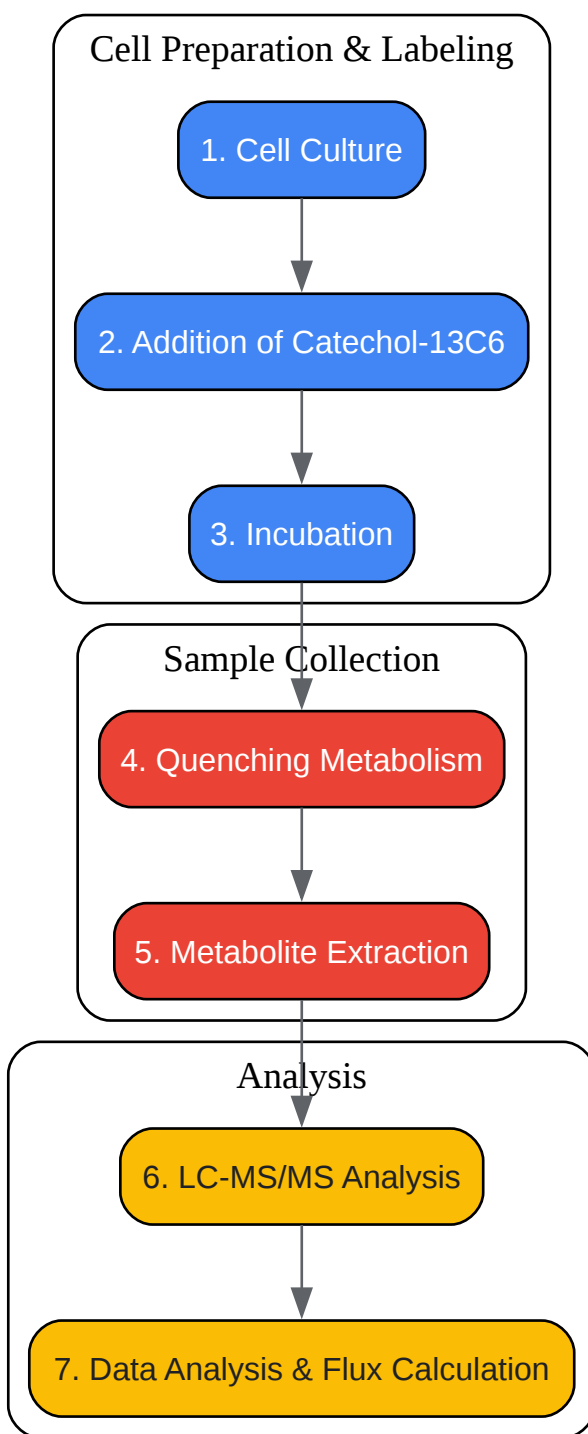 Cell Preparation & Labeling
1. Cell Culture
2. Addition of Catechol-13C6
3. Incubation
Sample Collection
4. Quenching Metabolism
5. Metabolite Extraction
Analysis
6. LC-MS/MS Analysis
7. Data Analysis & Flux Calculation